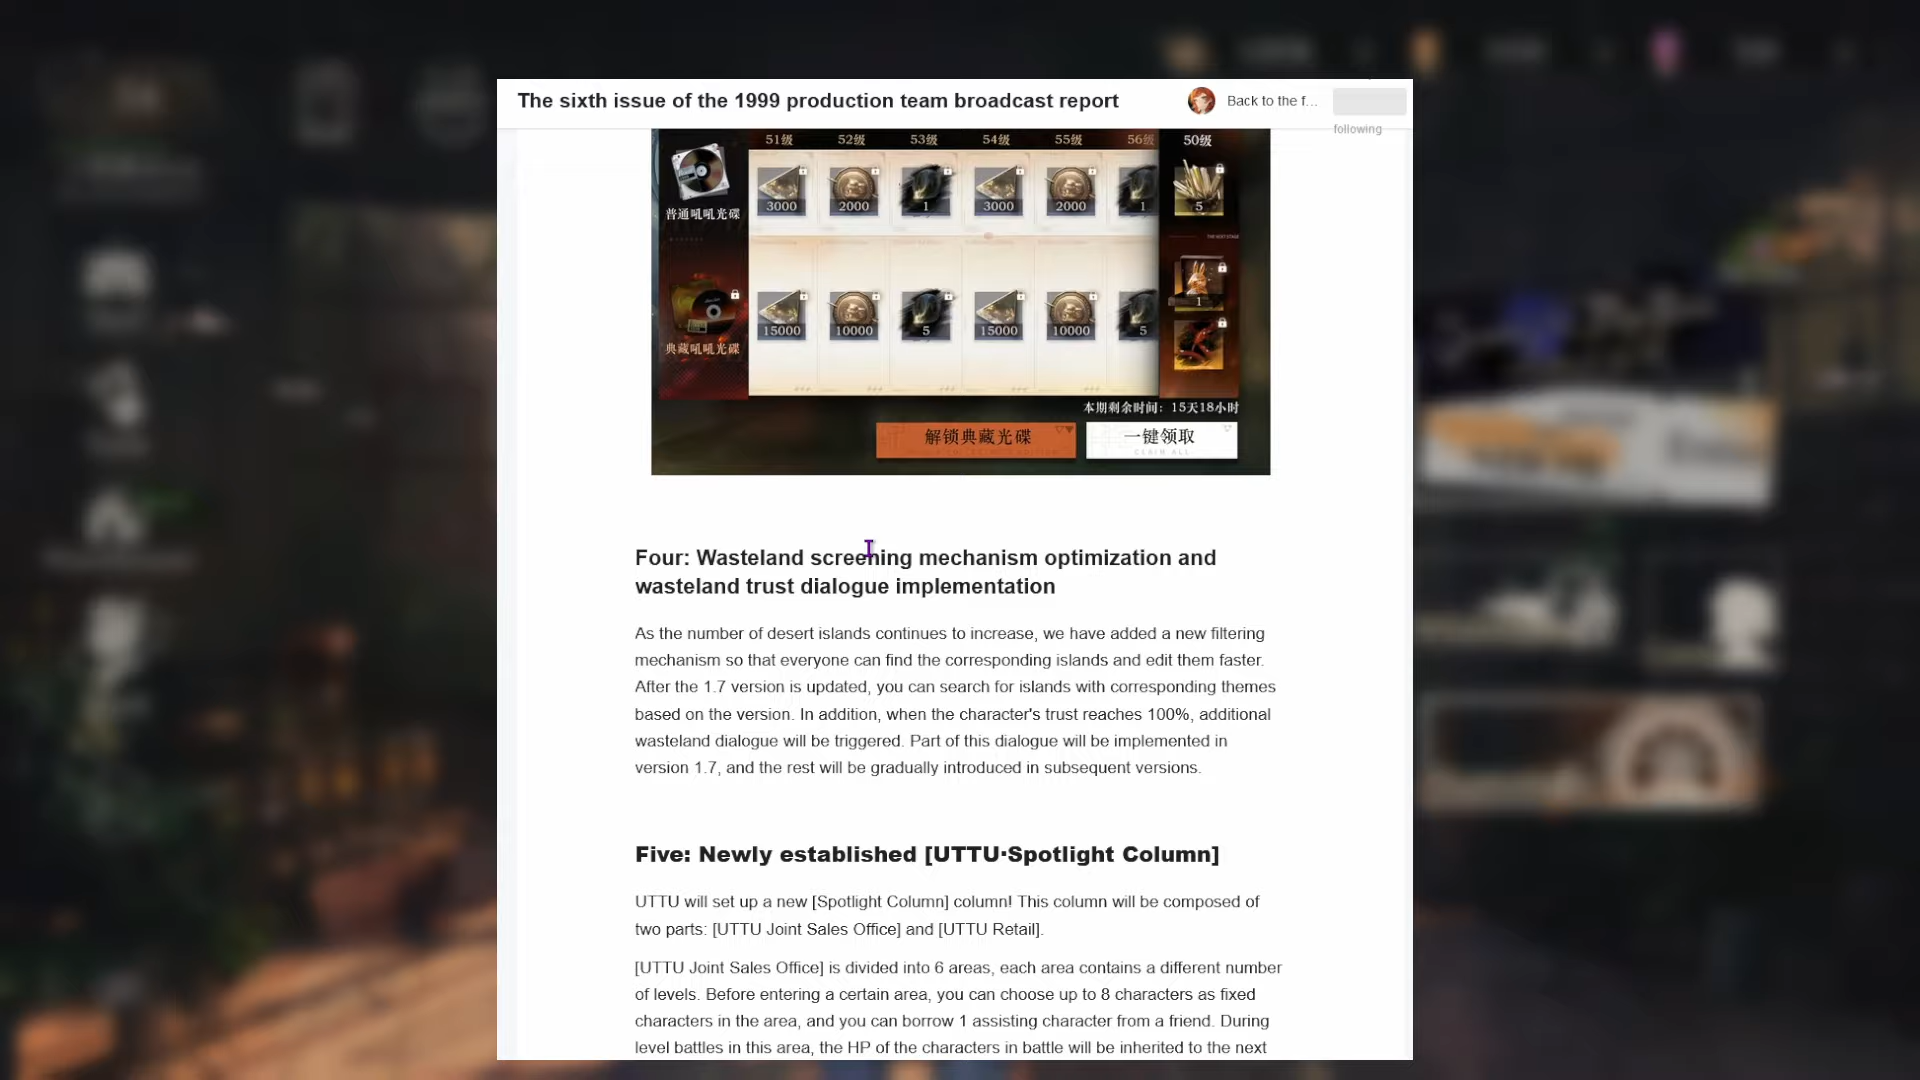 The sixth issue of the 1999 production team broadcast report
Back to the f...
following
51级 52级 53级 54级 55级 56级 50级
3000 2000 1 3000 2000 1 5
普通吼吼光碟
1
15000 10000 5 15000 10000 5
典藏吼吼光碟
本期剩余时间：15天18小时
解锁典藏光碟 一键领取
CLAIM ALL
Four: Wasteland screening mechanism optimization and
wasteland trust dialogue implementation
As the number of desert islands continues to increase, we have added a new filtering
mechanism so that everyone can find the corresponding islands and edit them faster.
After the 1.7 version is updated, you can search for islands with corresponding themes
based on the version. In addition, when the character's trust reaches 100%, additional
wasteland dialogue will be triggered. Part of this dialogue will be implemented in
version 1.7, and the rest will be gradually introduced in subsequent versions.
Five: Newly established [UTTU·Spotlight Column]
UTTU will set up a new [Spotlight Column] column! This column will be composed of
two parts: [UTTU Joint Sales Office] and [UTTU Retail].
[UTTU Joint Sales Office] is divided into 6 areas, each area contains a different number
of levels. Before entering a certain area, you can choose up to 8 characters as fixed
characters in the area, and you can borrow 1 assisting character from a friend. During
level battles in this area, the HP of the characters in battle will be inherited to the next